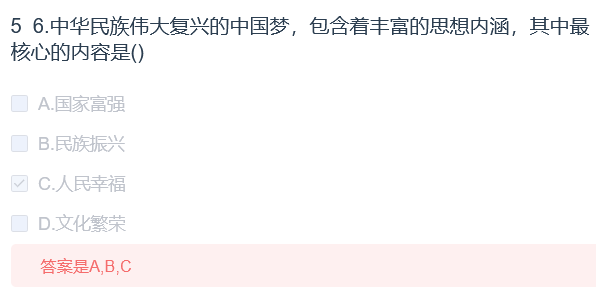 5 6.中华民族伟大复兴的中国梦，包含着丰富的思想内涵，其中最
核心的内容是()
A.国家富强
B.民族振兴
C.人民幸福
D.文化繁荣
答案是A,B,C